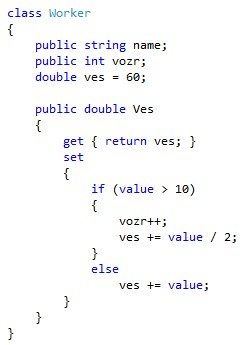 class Worker
{
    public string name;
    public int vozr;
    double ves = 60;

    public double Ves
    {
        get { return ves; }
        set
        {
            if (value > 10)
            {
                vozr++;
                ves += value / 2;
            }
            else
                ves += value;
        }
    }
}